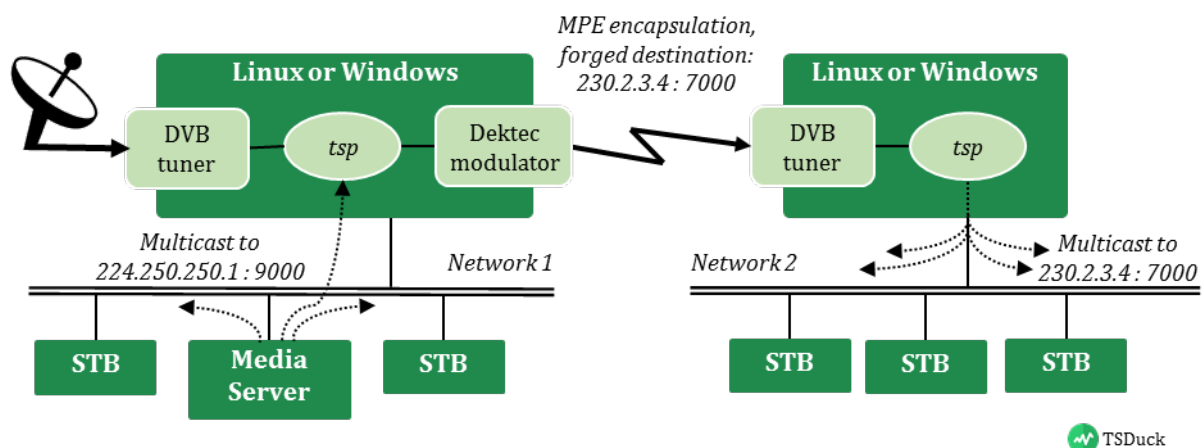 MPE encapsulation,
forged destination:
230.2.3.4 : 7000
Linux or Windows
DVB
tuner
tsp
Dektec
modulator
Linux or Windows
DVB
tuner
tsp
Multicast to
224.250.250.1 : 9000
Network 1
Network 2
Multicast to
230.2.3.4 : 7000
STB
Media
Server
STB
STB
STB
STB
TSDuck